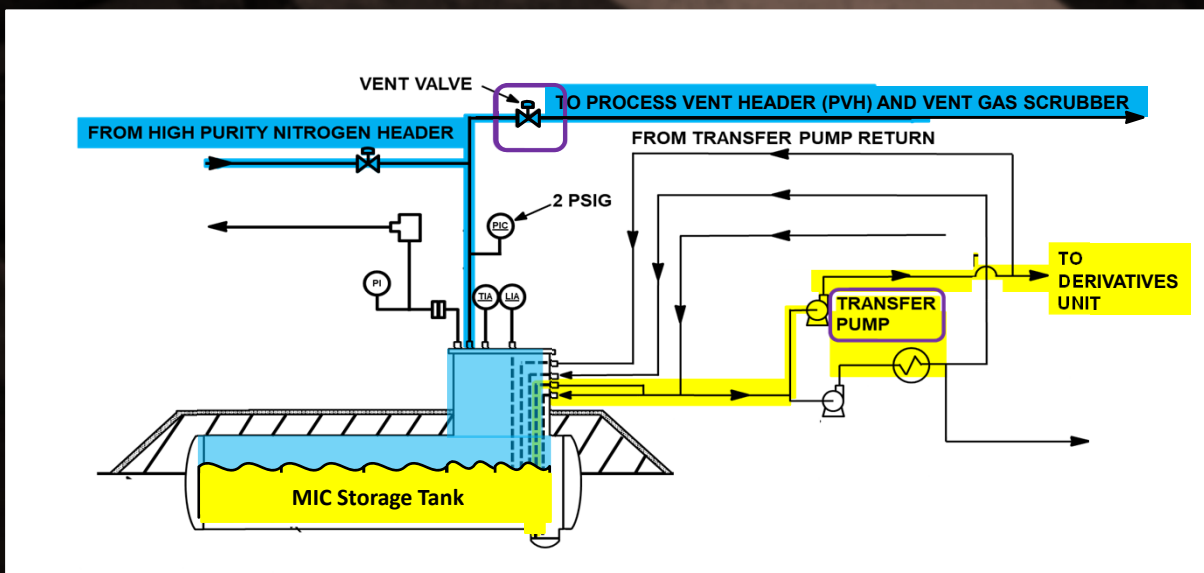 VENT VALVE
TO PROCESS VENT HEADER (PVH) AND VENT GAS SCRUBBER
FROM HIGH PURITY NITROGEN HEADER
FROM TRANSFER PUMP RETURN
2 PSIG
PIC
PI
TIA
LIA
TO
DERIVATIVES
UNIT
TRANSFER
PUMP
MIC Storage Tank